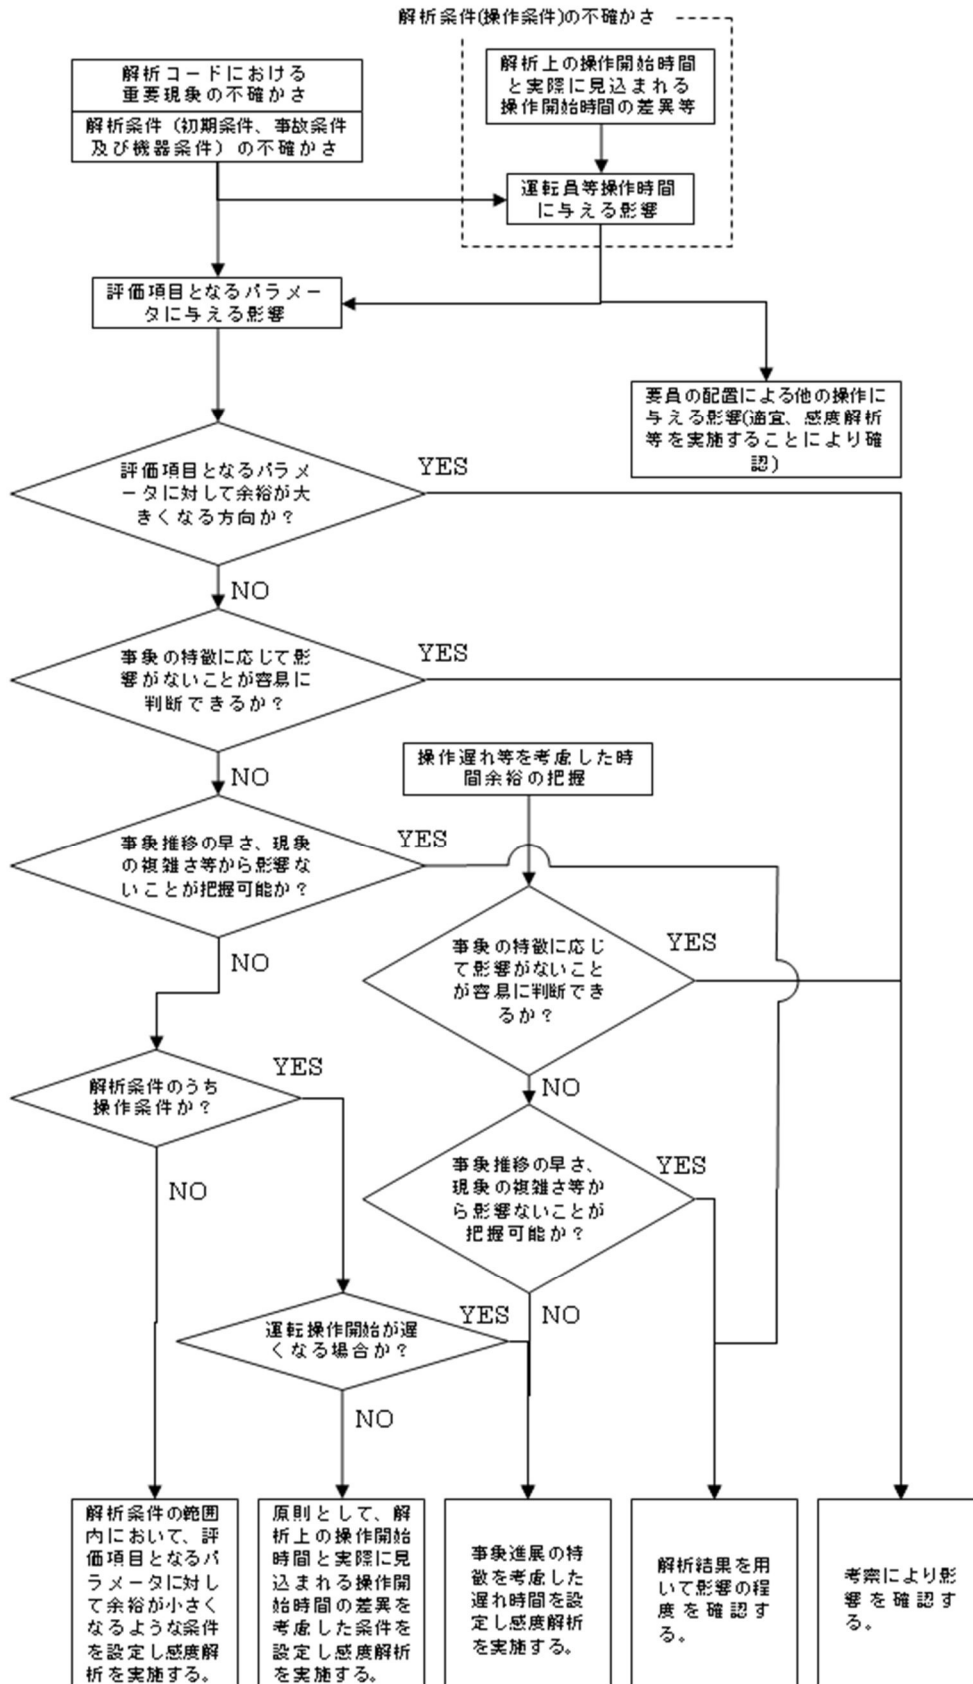 解析条件(操作条件)の不確かさ
解析コードにおける
重要現象の不確かさ
解析条件（初期条件、事故条件
及び機器条件）の不確かさ
解析上の操作開始時間
と実際に見込まれる
操作開始時間の差異等
運転員等操作時間
に与える影響
評価項目となるパラメー
タに与える影響
要員の配置による他の操作に
与える影響(適宜、感度解析
等を実施することにより確
認)
評価項目となるパラメ
ータに対して余裕が大
きくなる方向か？
YES
NO
事象の特徴に応じて影
響がないことが容易に
判断できるか？
YES
NO
操作遅れ等を考慮した時
間余裕の把握
事象推移の早さ、現象
の複雑さ等から影響な
いことが把握可能か？
YES
NO
事象の特徴に応じ
て影響がないこと
が容易に判断でき
るか？
YES
NO
解析条件のうち
操作条件か？
YES
NO
事象推移の早さ、
現象の複雑さ等か
ら影響ないことが
把握可能か？
YES
NO
運転操作開始が遅
くなる場合か？
YES
NO
解析条件の範囲
内において、評
価項目となるパ
ラメータに対し
て余裕が小さく
なるような条件
を設定し感度解
析を実施する。
原則として、解
析上の操作開始
時間と実際に見
込まれる操作開
始時間の差異を
考慮した条件を
設定し感度解析
を実施する。
事象進展の特
徴を考慮した
遅れ時間を設
定し感度解析
を実施する。
解析結果を用
いて影響の程
度を確認す
る。
考察により影
響を確認す
る。